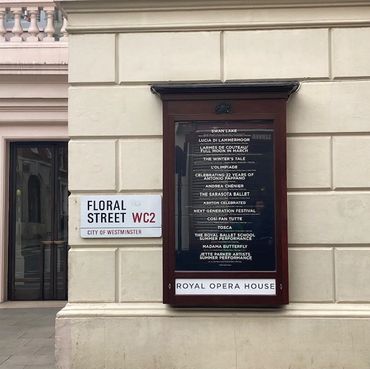 FLORAL
STREET WC2
CITY OF WESTMINSTER
SWAN LAKE
LUCIA DI LAMMERMOOR
LARMES DE COUTEAU/
FULL MOON IN MARCH
THE WINTER'S TALE
L'OLIMPIADE
CELEBRATING 22 YEARS OF
ANTONIO PAPPANO
ANDREA CHÉNIER
THE SARASOTA BALLET
ASHTON CELEBRATED
NEXT GENERATION FESTIVAL
COSÌ FAN TUTTE
TOSCA
THE ROYAL BALLET SCHOOL
SUMMER PERFORMANCE
MADAMA BUTTERFLY
JETTE PARKER ARTISTS
SUMMER PERFORMANCE
ROYAL OPERA HOUSE